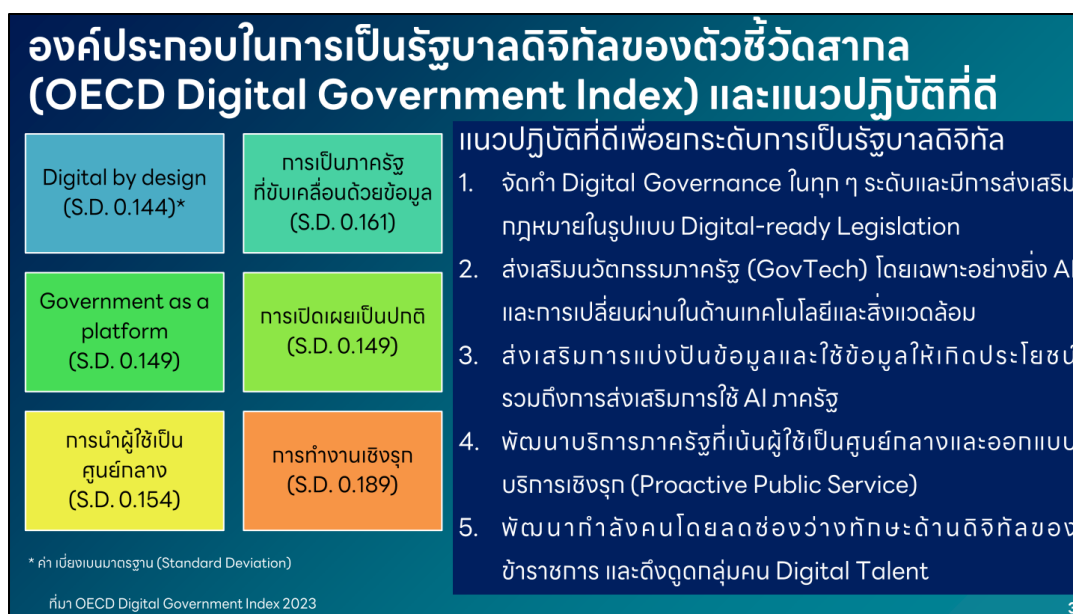 องค์ประกอบในการเป็นรัฐบาลดิจิทัลของตัวชี้วัดสากล
(OECD Digital Government Index) และแนวปฏิบัติที่ดี
Digital by design
(S.D. 0.144)*
การเป็นภาครัฐ
ที่ขับเคลื่อนด้วยข้อมูล
(S.D. 0.161)
Government as a
platform
(S.D. 0.149)
การเปิดเผยเป็นปกติ
(S.D. 0.149)
การนำผู้ใช้เป็น
ศูนย์กลาง
(S.D. 0.154)
การทำงานเชิงรุก
(S.D. 0.189)
* ค่า เบี่ยงเบนมาตรฐาน (Standard Deviation)
ที่มา OECD Digital Government Index 2023
แนวปฏิบัติที่ดีเพื่อยกระดับการเป็นรัฐบาลดิจิทัล
1. จัดทำ Digital Governance ในทุก ๆ ระดับและมีการส่งเสริม
กฎหมายในรูปแบบ Digital-ready Legislation
2. ส่งเสริมนวัตกรรมภาครัฐ (GovTech) โดยเฉพาะอย่างยิ่ง AI
และการเปลี่ยนผ่านในด้านเทคโนโลยีและสิ่งแวดล้อม
3. ส่งเสริมการแบ่งปันข้อมูลและใช้ข้อมูลให้เกิดประโยชน์
รวมถึงการส่งเสริมการใช้ AI ภาครัฐ
4. พัฒนาบริการภาครัฐที่เน้นผู้ใช้เป็นศูนย์กลางและออกแบบ
บริการเชิงรุก (Proactive Public Service)
5. พัฒนากำลังคนโดยลดช่องว่างทักษะด้านดิจิทัลของ
ข้าราชการ และดึงดูดกลุ่มคน Digital Talent
3